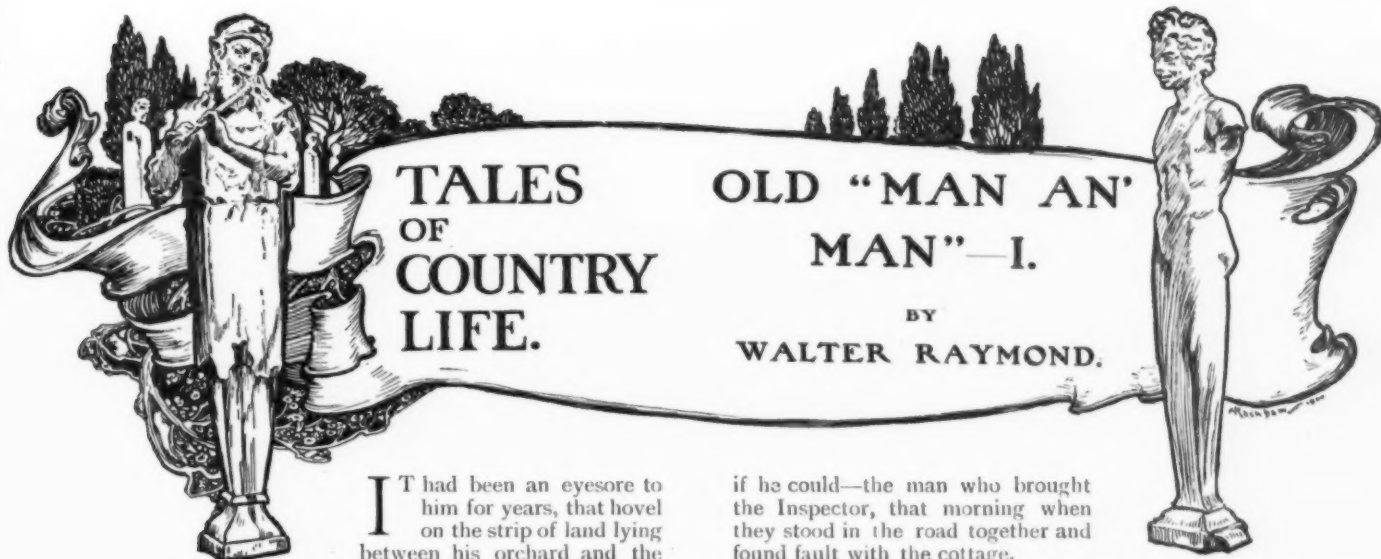 TALES
OF
COUNTRY
LIFE.
OLD “MAN AN’
MAN”—I.
BY
WALTER RAYMOND.
IT had been an eyesore to
him for years, that hovel
on the strip of land lying
between his orchard and the
if he could—the man who brought
the Inspector, that morning when
they stood in the road together and
found fault with the cottage.